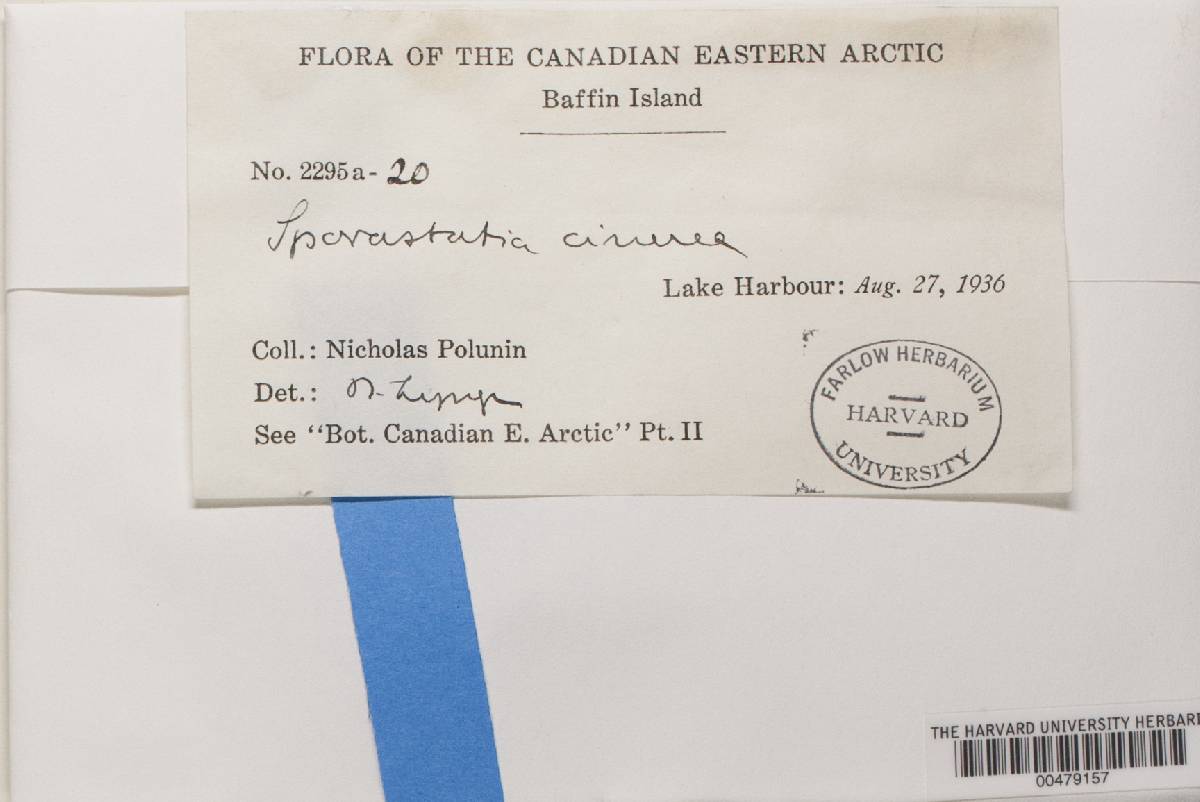 FLORA OF THE CANADIAN EASTERN ARCTIC
Baffin Island
No. 2295a-20
Sporastatia cinerea
Lake Harbour: Aug. 27, 1936
Coll.: Nicholas Polunin
Det.: Lynge
See "Bot. Canadian E. Arctic" Pt. II
FARLOW HERBARIUM
HARVARD
UNIVERSITY
THE HARVARD UNIVERSITY HERBARI
00479157